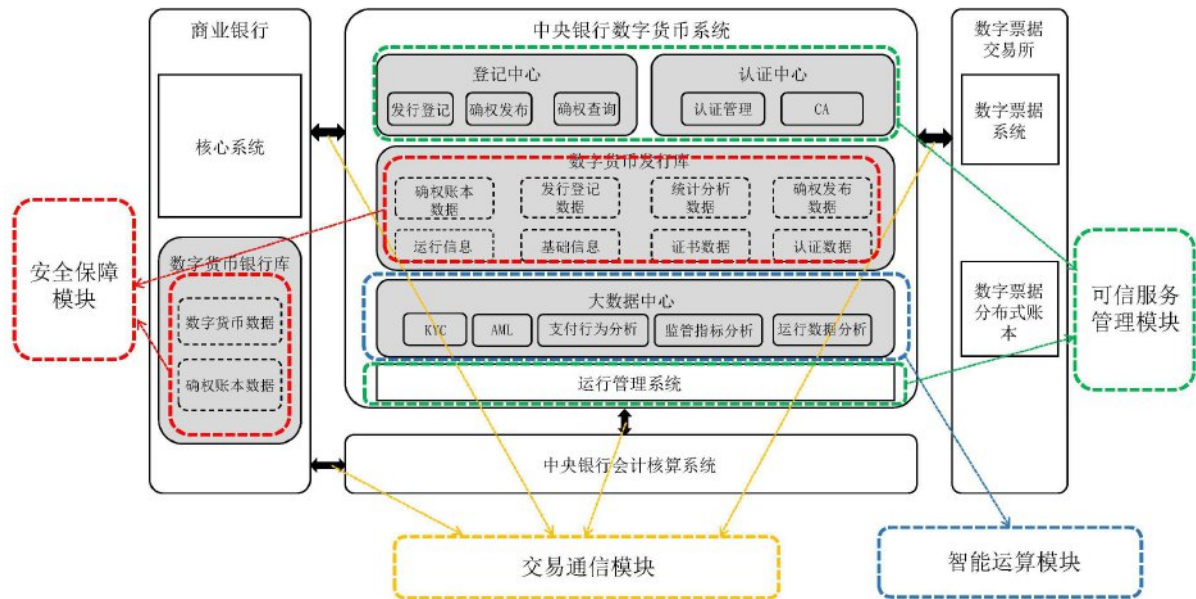 商业银行
核心系统
数字货币银行库
数字货币数据
确权账本数据
安全保障
模块
中央银行数字货币系统
登记中心
发行登记
确权发布
确权查询
认证中心
认证管理
CA
数字货币发行库
确权账本
数据
发行登记
数据
统计分析
数据
确权发布
数据
运行信息
基础信息
证书数据
认证数据
大数据中心
KYC
AML
支付行为分析
监管指标分析
运行数据分析
运行管理系统
中央银行会计核算系统
数字票据
交易所
数字票据
系统
数字票据
分布式账
本
可信服务
管理模块
交易通信模块
智能运算模块